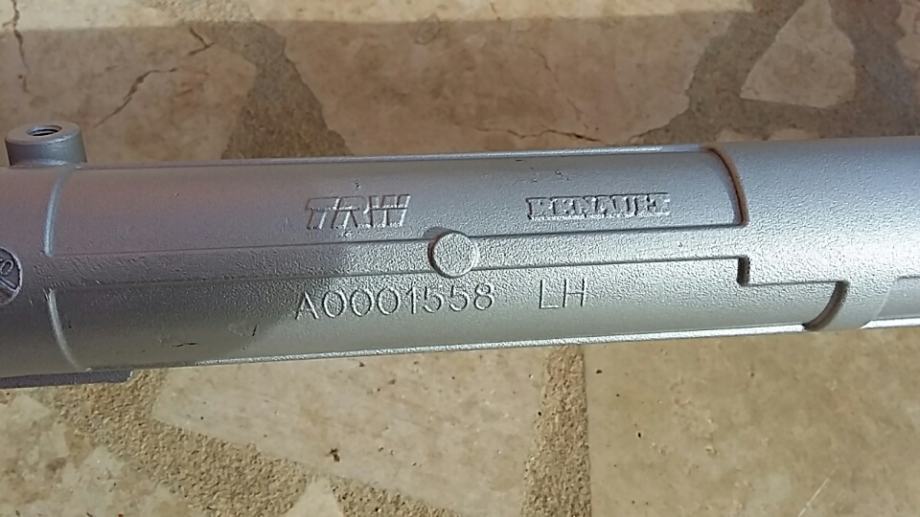 TRW RENAULT
A0001558 LH